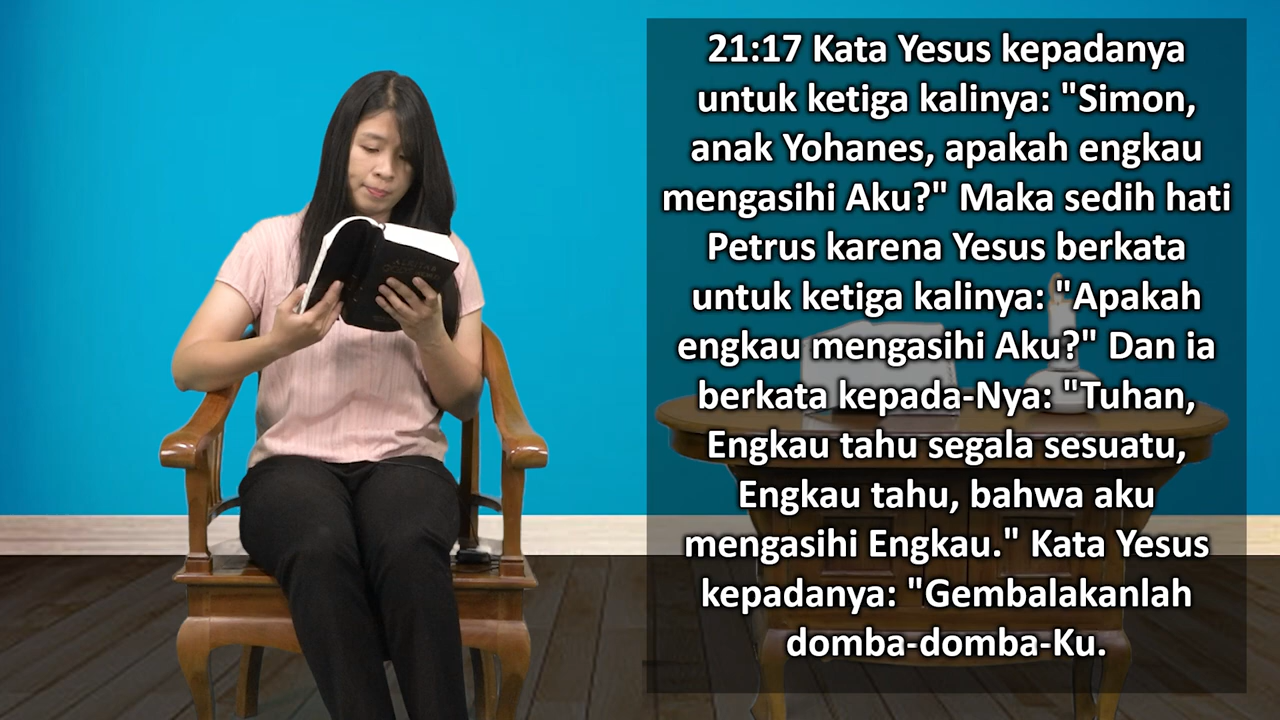 21:17 Kata Yesus kepadanya
untuk ketiga kalinya: "Simon,
anak Yohanes, apakah engkau
mengasihi Aku?" Maka sedih hati
Petrus karena Yesus berkata
untuk ketiga kalinya: "Apakah
engkau mengasihi Aku?" Dan ia
berkata kepada-Nya: "Tuhan,
Engkau tahu segala sesuatu,
Engkau tahu, bahwa aku
mengasihi Engkau." Kata Yesus
kepadanya: "Gembalakanlah
domba-domba-Ku.
ALKITAB